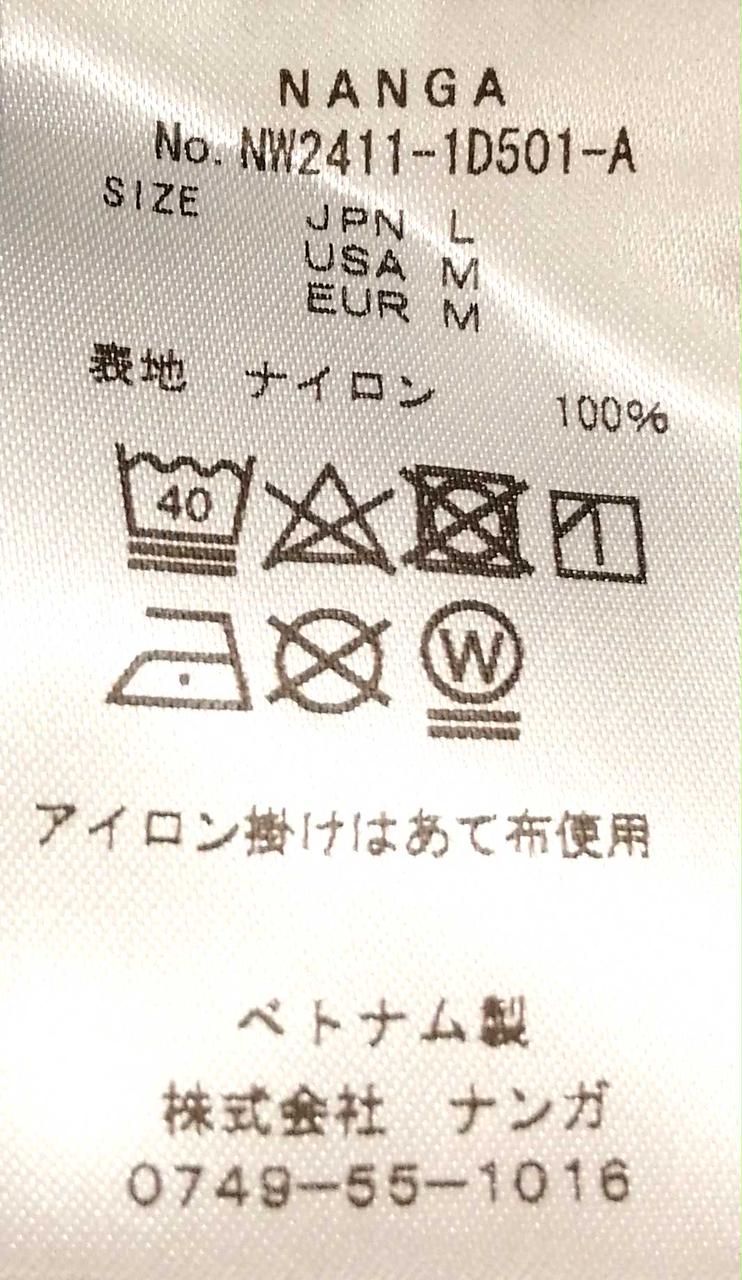 NANGA
No. NW2411-1D501-A
SIZE
JPN L
USA M
EUR M
表地 ナイロン 100%
40
W
アイロン掛けはあて布使用
ベトナム製
株式会社 ナンガ
0749-55-1016